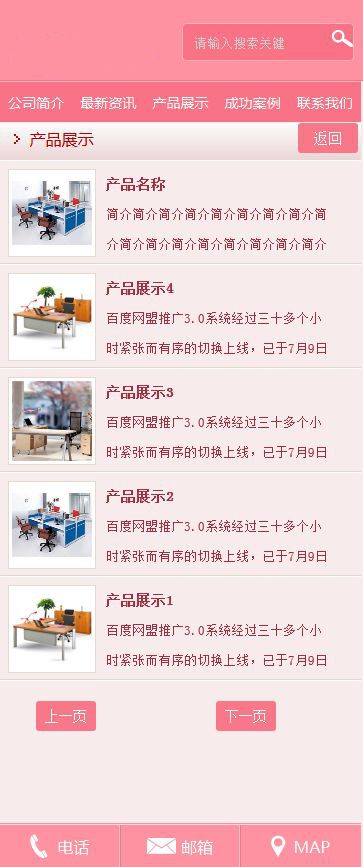 请输入搜索关键
公司简介 最新资讯 产品展示 成功案例 联系我们
产品展示 返回
产品名称
简介简介简介简介简介简介简介简介简
介简介简介简介简介简介简介简介简介
产品展示4
百度网盟推广3.0系统经过三十多个小
时紧张而有序的切换上线，已于7月9日
产品展示3
百度网盟推广3.0系统经过三十多个小
时紧张而有序的切换上线，已于7月9日
产品展示2
百度网盟推广3.0系统经过三十多个小
时紧张而有序的切换上线，已于7月9日
产品展示1
百度网盟推广3.0系统经过三十多个小
时紧张而有序的切换上线，已于7月9日
上一页 下一页
电话 邮箱 MAP